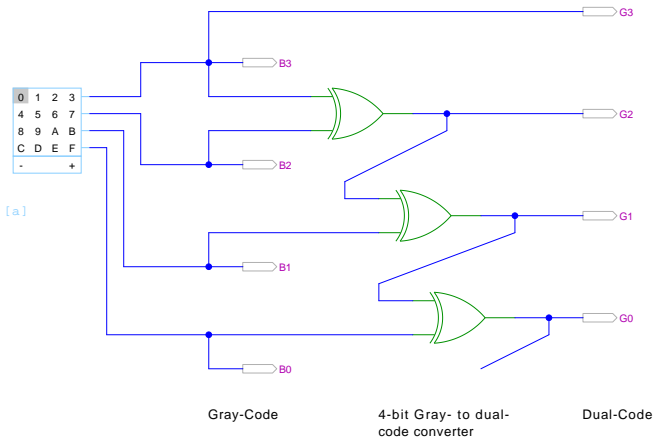 G3
B3
0 1 2 3
4 5 6 7
8 9 A B
C D E F
- +
G2
B2
[a]
G1
B1
G0
B0
Gray-Code
4-bit Gray- to dual-
code converter
Dual-Code